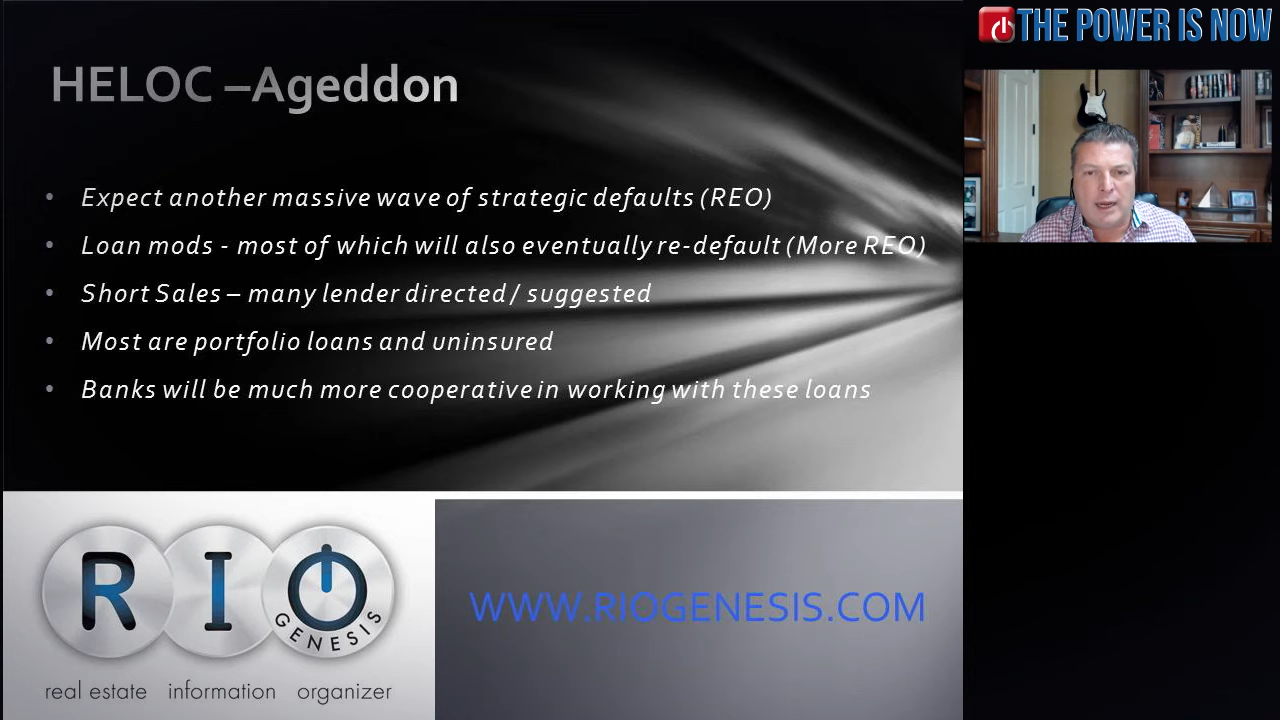 THE POWER IS NOW
HELOC –Ageddon
• Expect another massive wave of strategic defaults (REO)
• Loan mods - most of which will also eventually re-default (More REO)
• Short Sales – many lender directed / suggested
• Most are portfolio loans and uninsured
• Banks will be much more cooperative in working with these loans
RIO
GENESIS
real estate information organizer
WWW.RIOGENESIS.COM